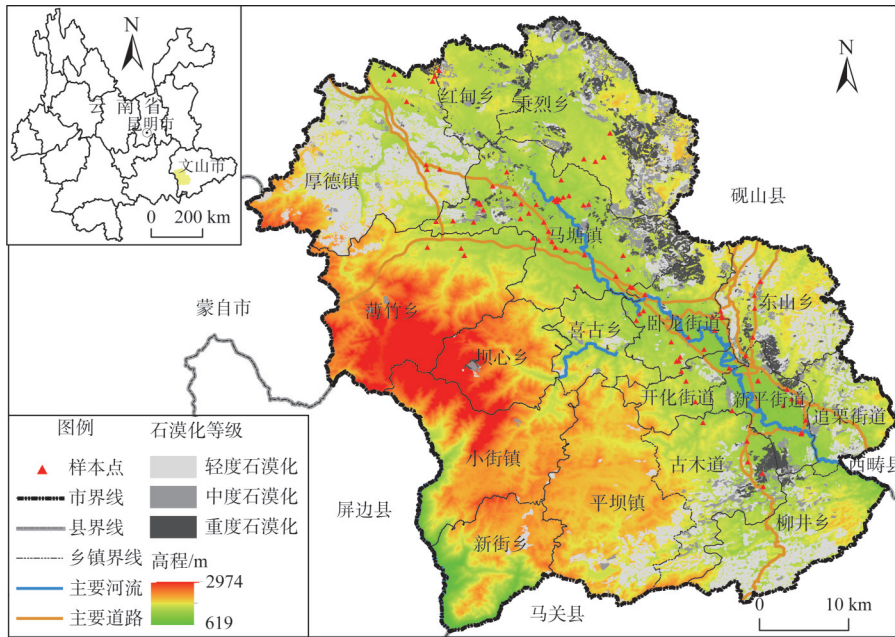 N
云南省
昆明市
文山市
0 200 km
N
红甸乡
秉烈乡
厚德镇
砚山县
马塘镇
蒙自市
薄竹乡
东山乡
喜古乡
卧龙街道
坝心乡
开化街道
新平街道
追栗街道
小街镇
古木道
西畴县
屏边县
平坝镇
柳井乡
新街乡
马关县
0 10 km
图例
样本点
市界线
县界线
乡镇界线
主要河流
主要道路
石漠化等级
轻度石漠化
中度石漠化
重度石漠化
高程/m
2974
619